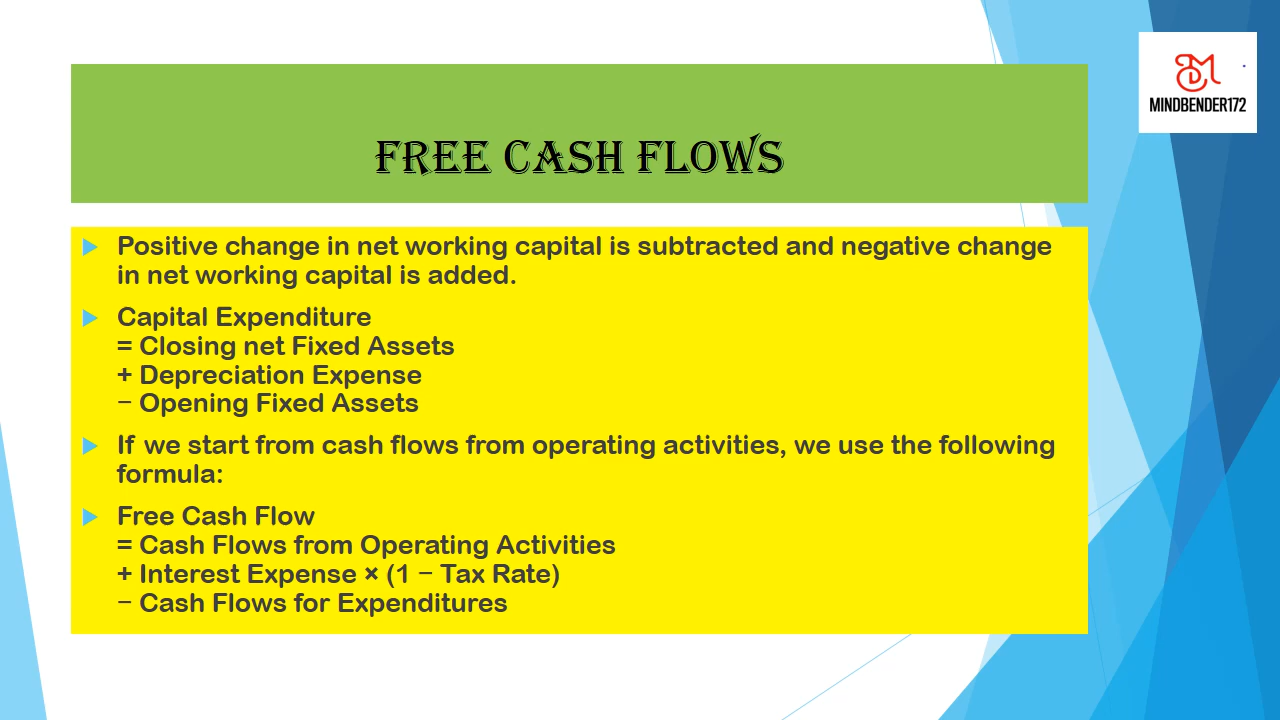 MINDBENDER172
FREE CASH FLOWS
Positive change in net working capital is subtracted and negative change
in net working capital is added.
Capital Expenditure
= Closing net Fixed Assets
+ Depreciation Expense
− Opening Fixed Assets
If we start from cash flows from operating activities, we use the following
formula:
Free Cash Flow
= Cash Flows from Operating Activities
+ Interest Expense × (1 − Tax Rate)
− Cash Flows for Expenditures